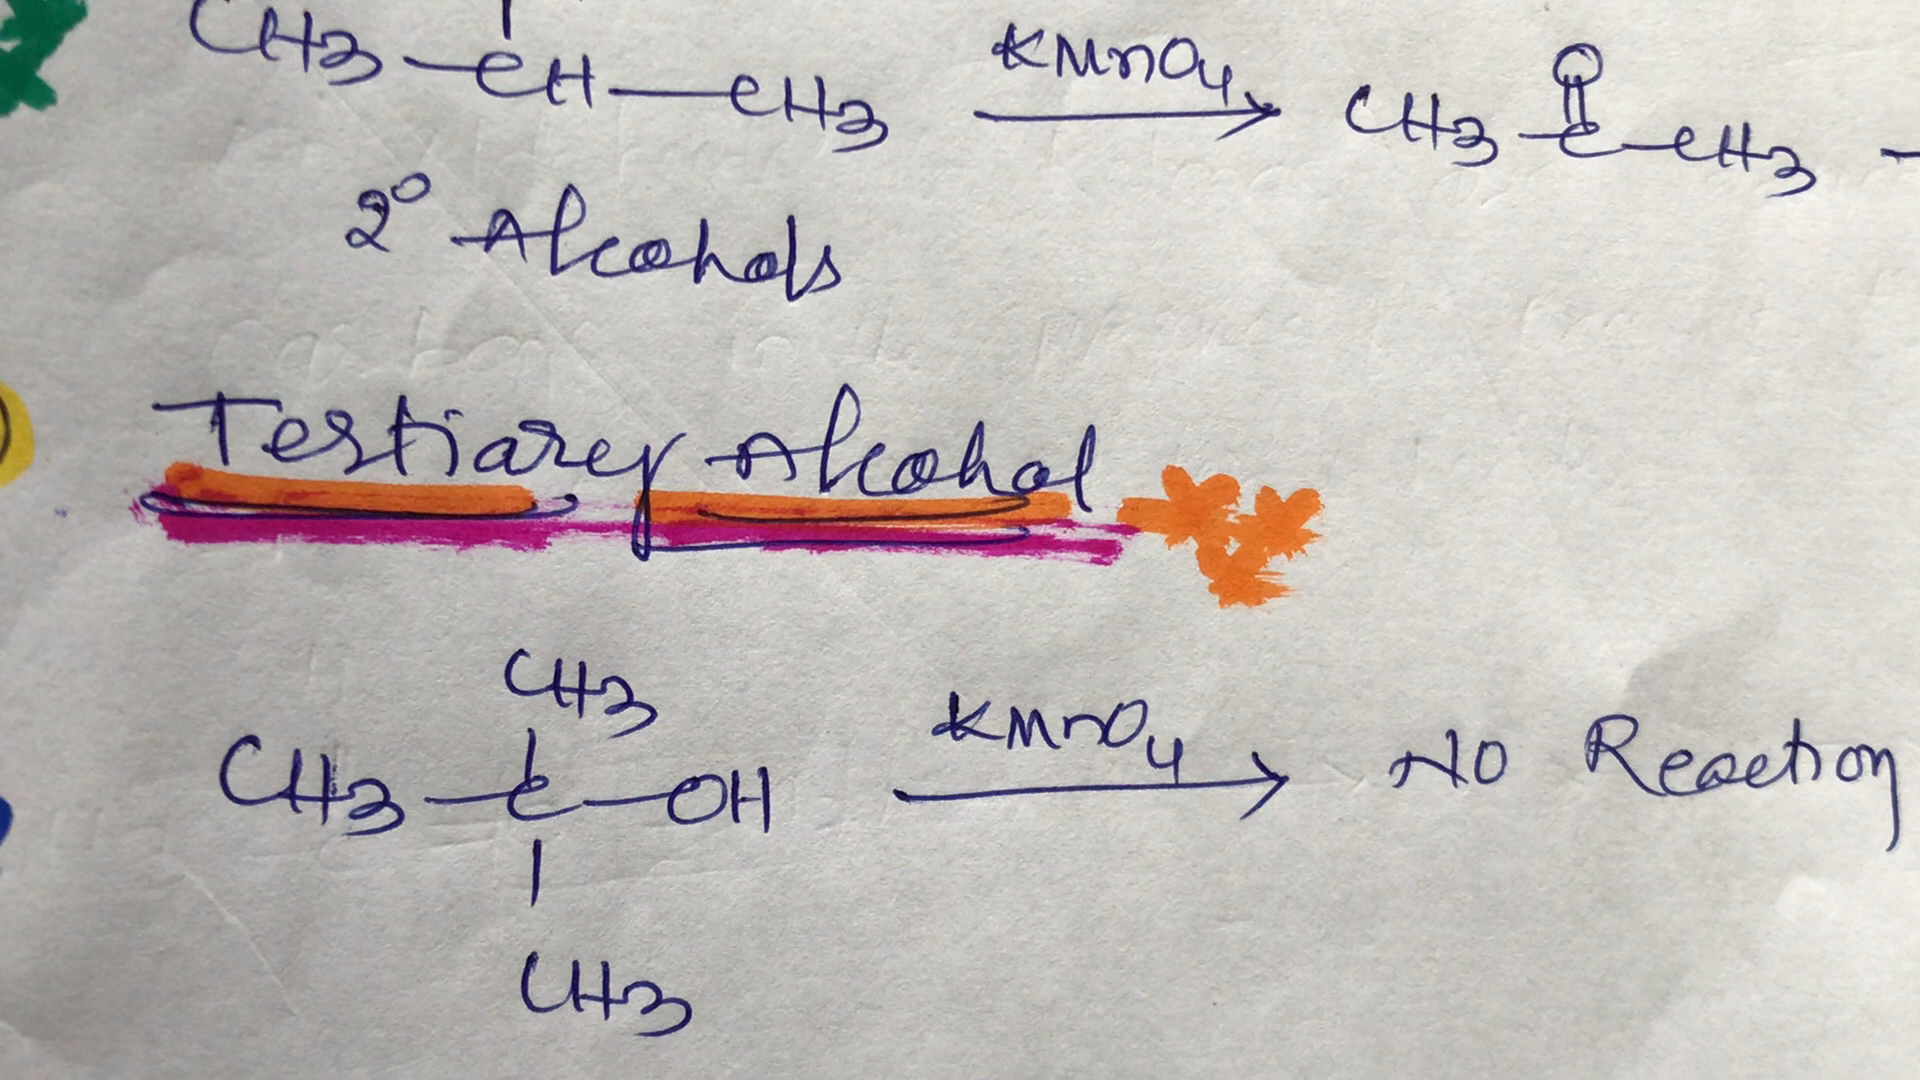 CH3—CH—CH3 KMnO4 → CH3—C—CH3
O
2° Alcohols
Tertiary Alcohol
CH3
CH3—C—OH KMnO4 → No Reaction
CH3